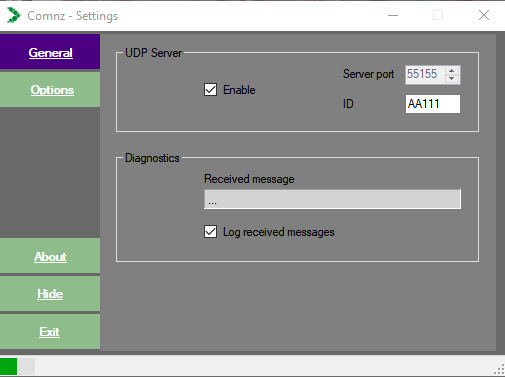 Comnz - Settings
General
Options
About
Hide
Exit
UDP Server
Enable
Server port 55155
ID AA111
Diagnostics
Received message
...
Log received messages